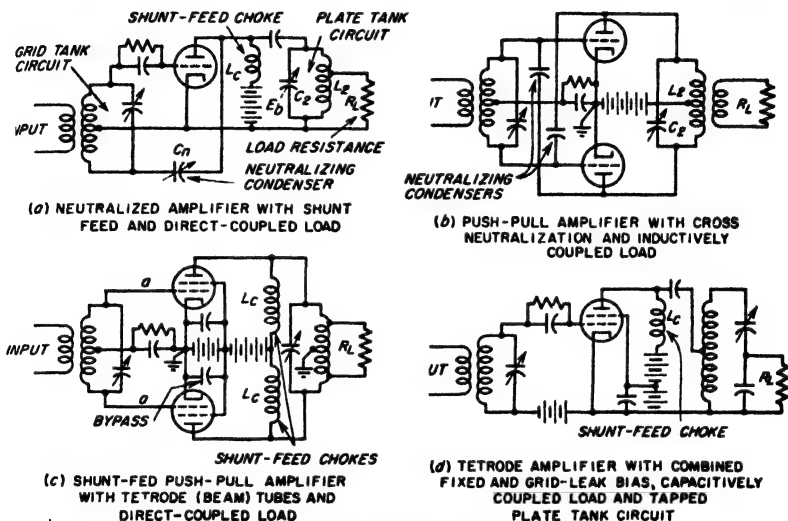 SHUNT-FEED CHOKE
PLATE TANK
CIRCUIT
GRID TANK
CIRCUIT
Lc
C2
L2
RL
Eb
NPUT
LOAD RESISTANCE
Cn
NEUTRALIZING
CONDENSER
(a) NEUTRALIZED AMPLIFIER WITH SHUNT
FEED AND DIRECT-COUPLED LOAD
UT
L2
RL
C2
NEUTRALIZING
CONDENSERS
(b) PUSH-PULL AMPLIFIER WITH CROSS
NEUTRALIZATION AND INDUCTIVELY
COUPLED LOAD
a
Lc
INPUT
RL
a
Lc
BYPASS
SHUNT-FEED CHOKES
(c) SHUNT-FED PUSH-PULL AMPLIFIER
WITH TETRODE (BEAM) TUBES AND
DIRECT-COUPLED LOAD
Lc
UT
RL
SHUNT-FEED CHOKE
(d) TETRODE AMPLIFIER WITH COMBINED
FIXED AND GRID-LEAK BIAS, CAPACITIVELY
COUPLED LOAD AND TAPPED
PLATE TANK CIRCUIT